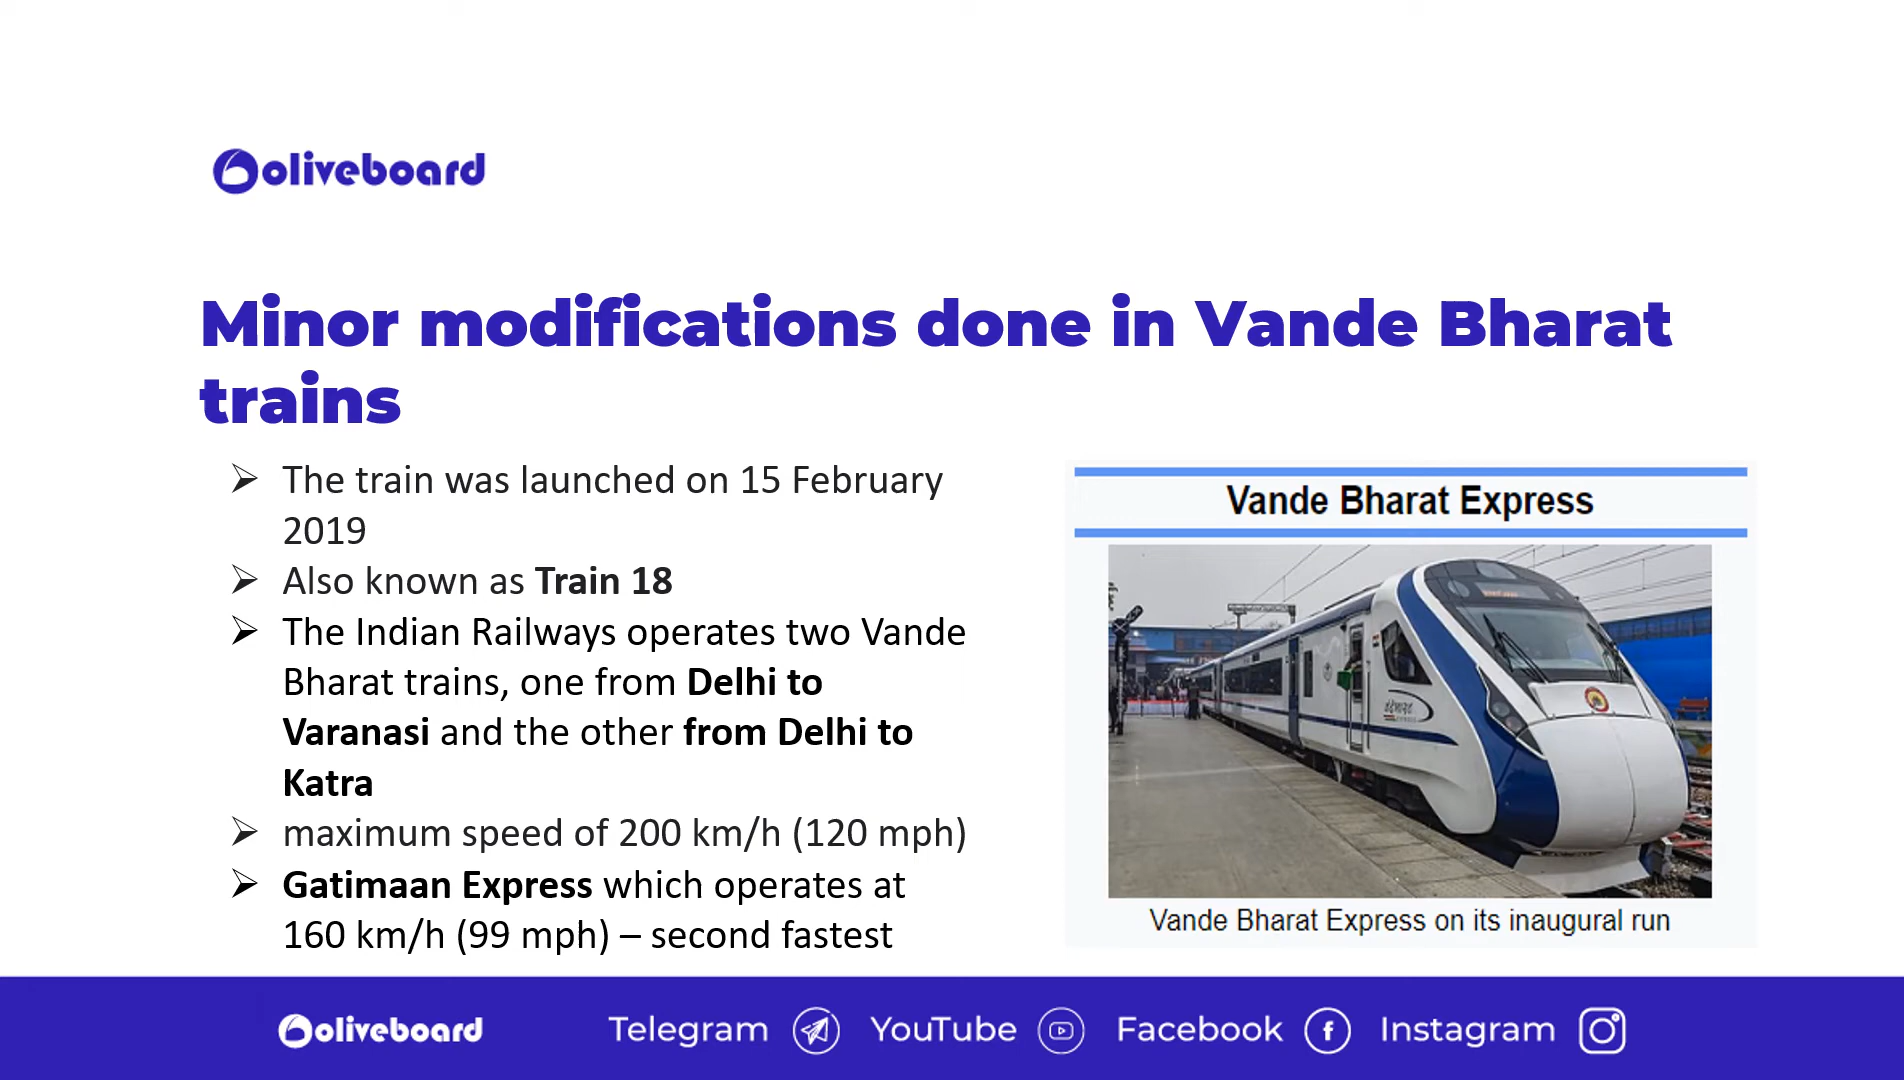 oliveboard
Minor modifications done in Vande Bharat
trains
The train was launched on 15 February
2019
Also known as Train 18
The Indian Railways operates two Vande
Bharat trains, one from Delhi to
Varanasi and the other from Delhi to
Katra
maximum speed of 200 km/h (120 mph)
Gatimaan Express which operates at
160 km/h (99 mph) – second fastest
Vande Bharat Express
Vande Bharat Express on its inaugural run
oliveboard Telegram YouTube Facebook Instagram